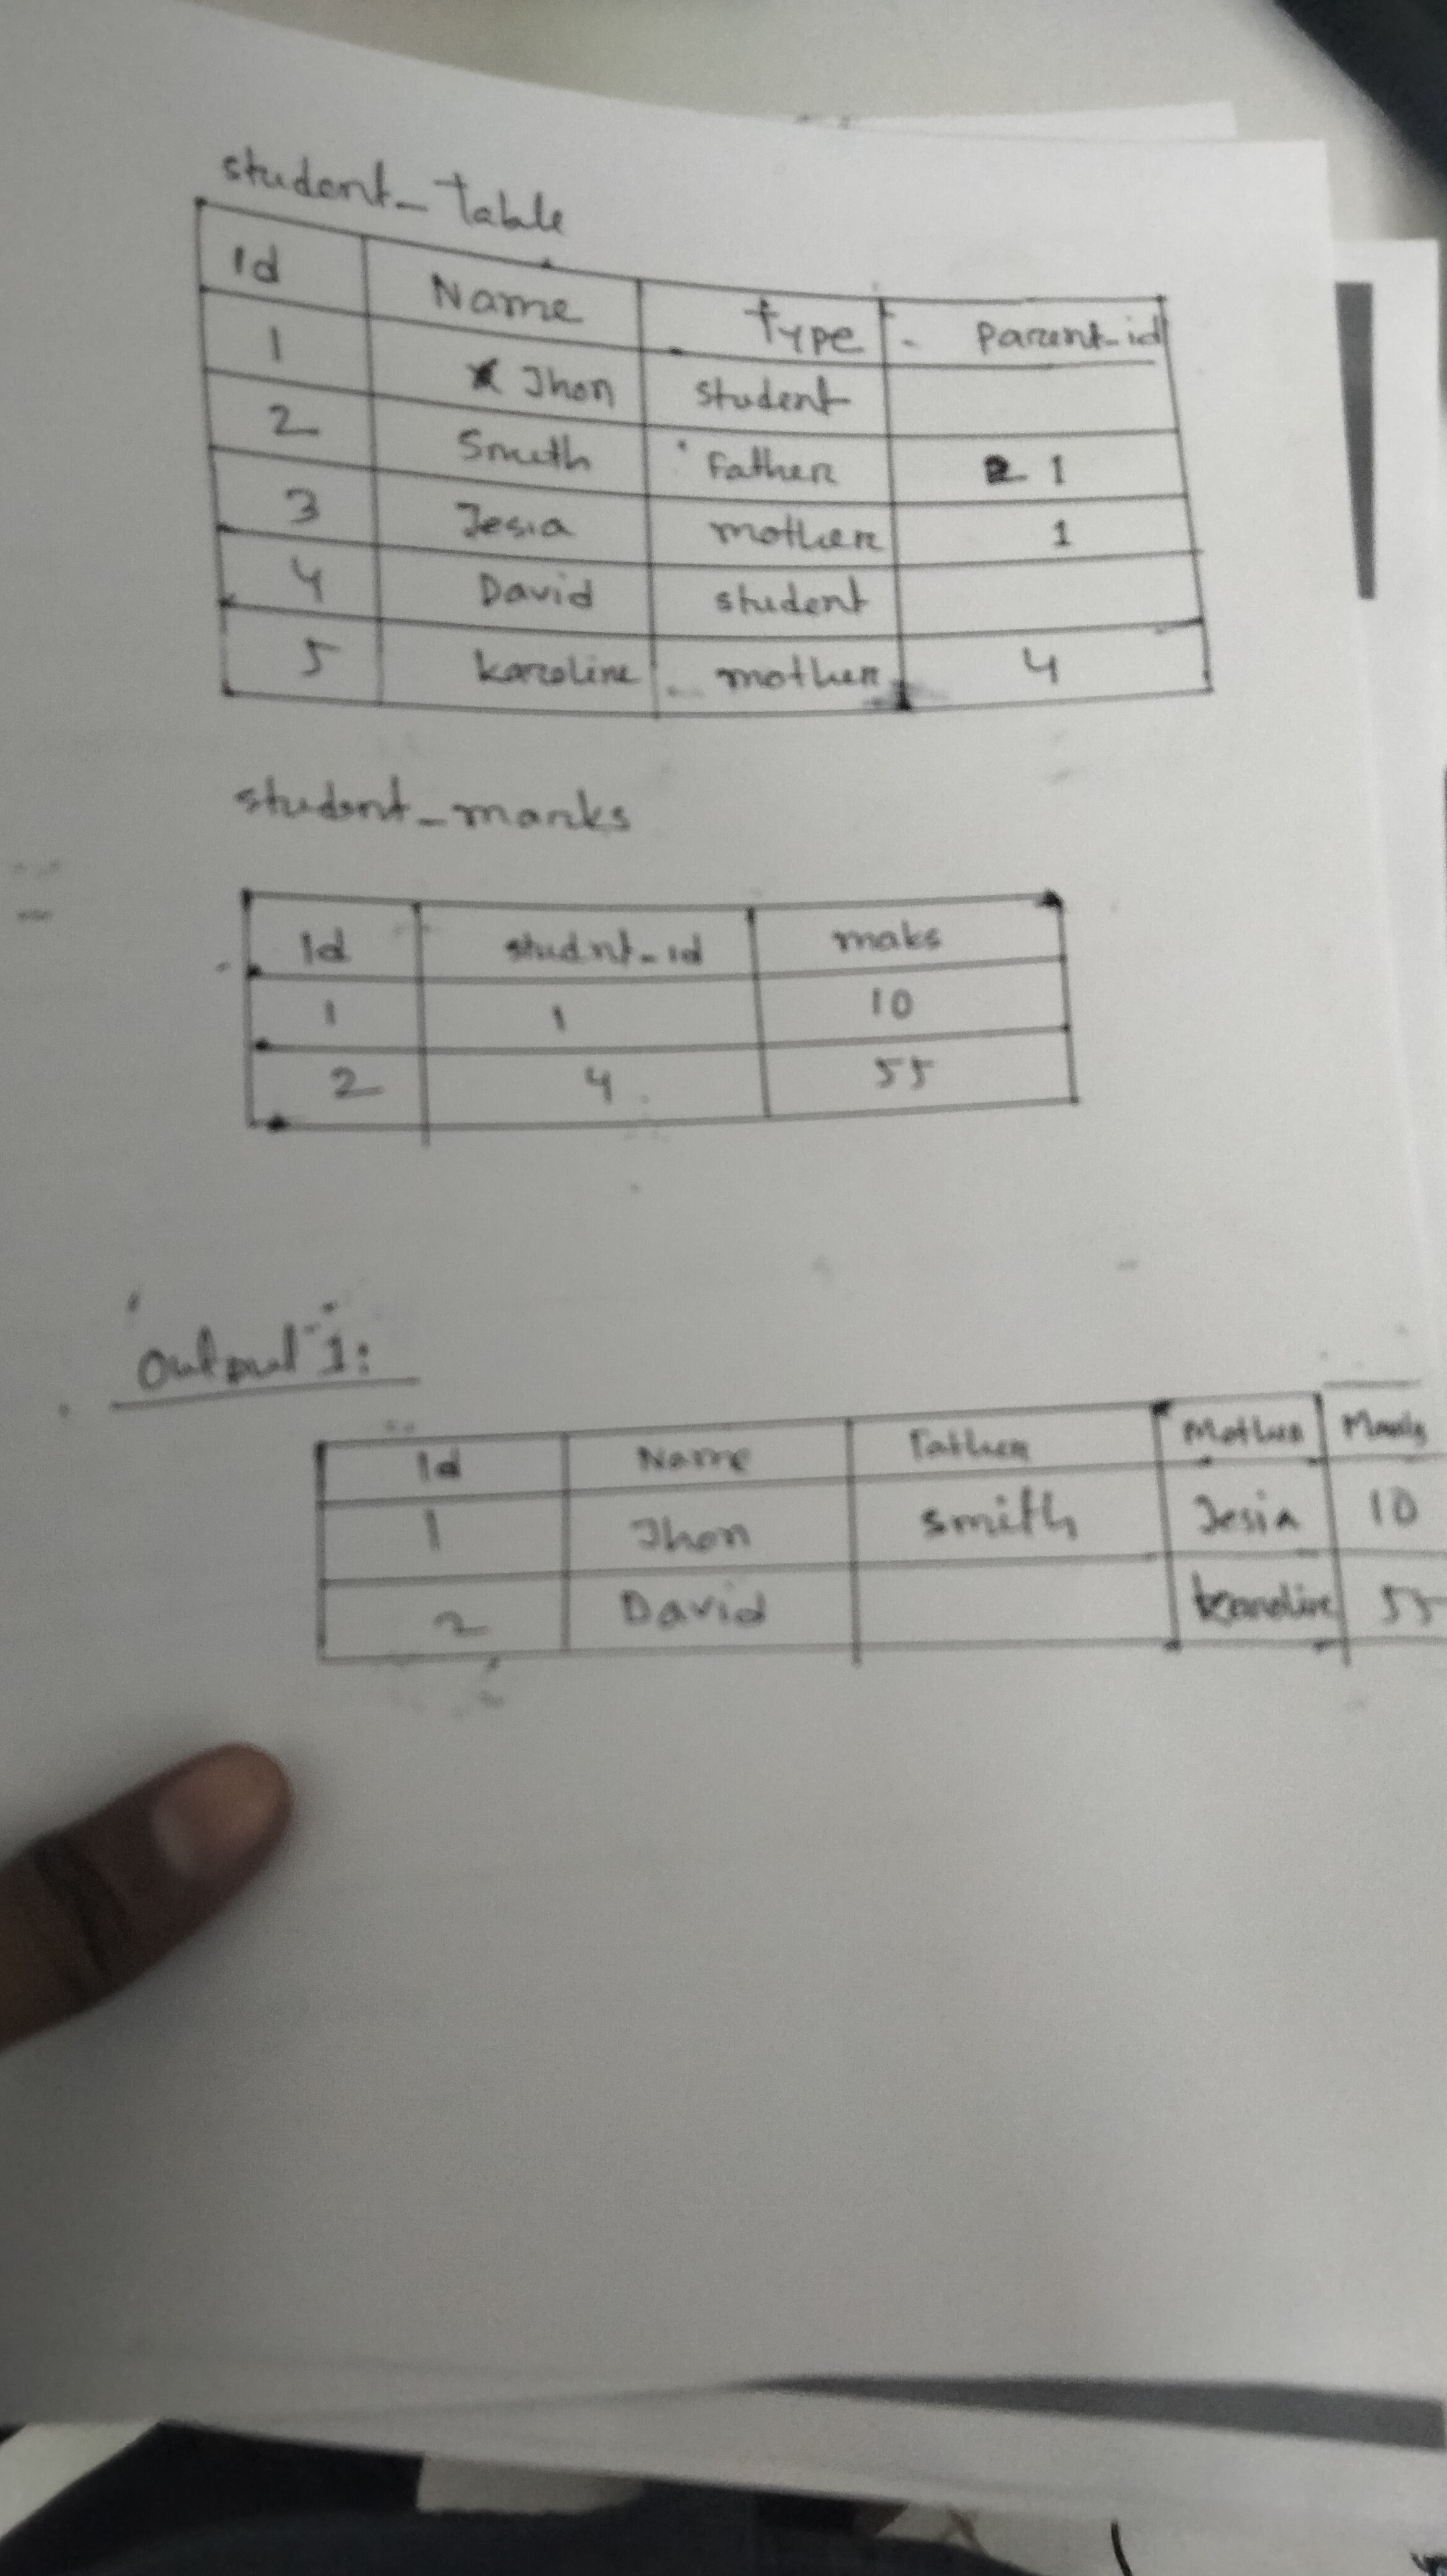 student_Table
Id Name Type Parent_id
1 Jhon student
2 Smith Father 1
3 Jesia mother 1
4 David student
5 karoline mother 4
student_marks
Id studnt_id maks
1 1 10
2 4 55
output 1:
Id Name Father Mother Marks
1 Jhon smith Jesia 10
2 David karoline 55